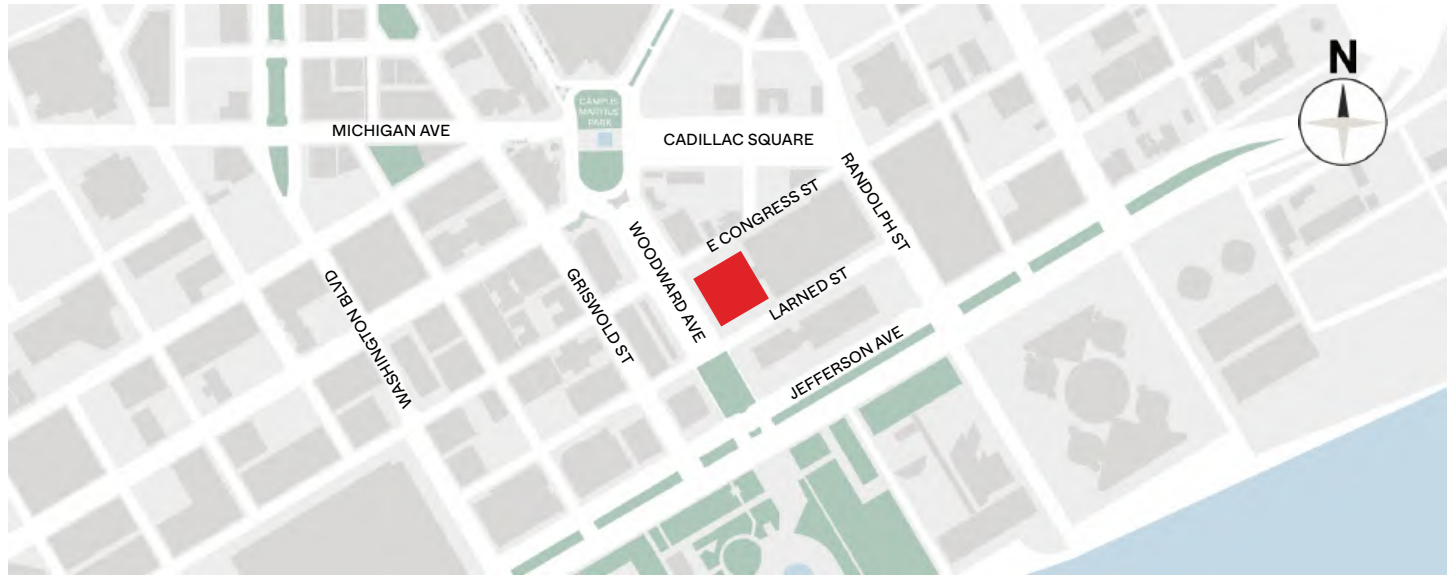 N
CAMPUS
MARTIUS
PARK
MICHIGAN AVE
CADILLAC SQUARE
RANDOLPH ST
E CONGRESS ST
WOODWARD AVE
GRISWOLD ST
WASHINGTON BLVD
LARNED ST
JEFFERSON AVE